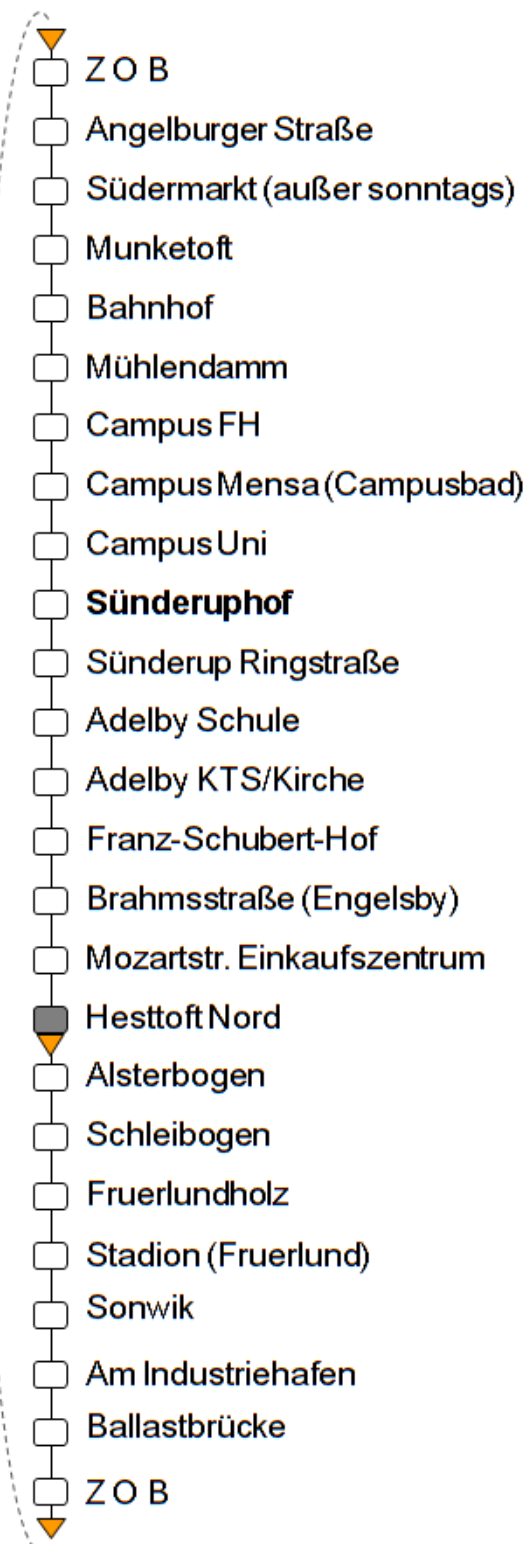 Z O B
Angelburger Straße
Südermarkt (außer sonntags)
Munketoft
Bahnhof
Mühlendamm
Campus FH
Campus Mensa (Campusbad)
Campus Uni
Sünderuphof
Sünderup Ringstraße
Adelby Schule
Adelby KTS/Kirche
Franz-Schubert-Hof
Brahmsstraße (Engelsby)
Mozartstr. Einkaufszentrum
Hesttoft Nord
Alsterbogen
Schleibogen
Fruerlundholz
Stadion (Fruerlund)
Sonwik
Am Industriehafen
Ballastbrücke
Z O B